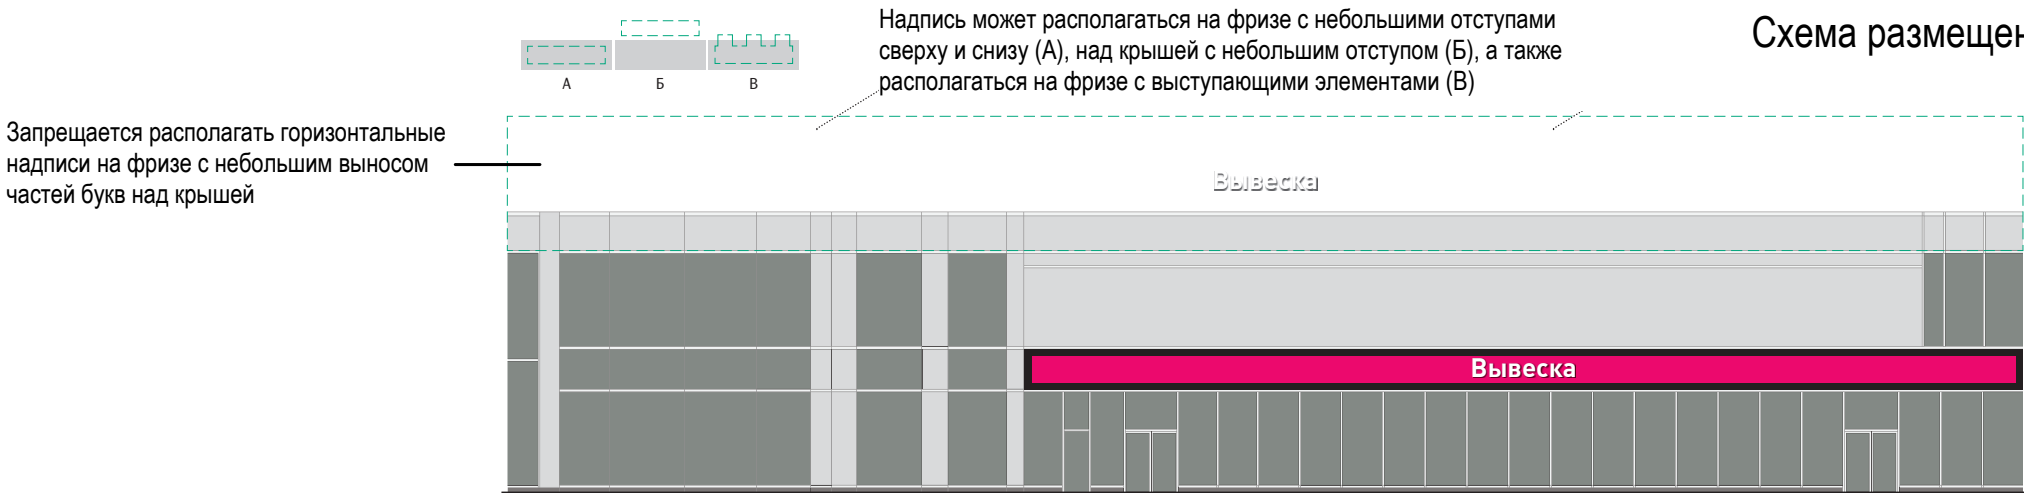 Надпись может располагаться на фризе с небольшими отступами
сверху и снизу (А), над крышей с небольшим отступом (Б), а также
располагаться на фризе с выступающими элементами (В)
Схема размещен
А
Б
В
Запрещается располагать горизонтальные
надписи на фризе с небольшим выносом
частей букв над крышей
Вывеска
Вывеска